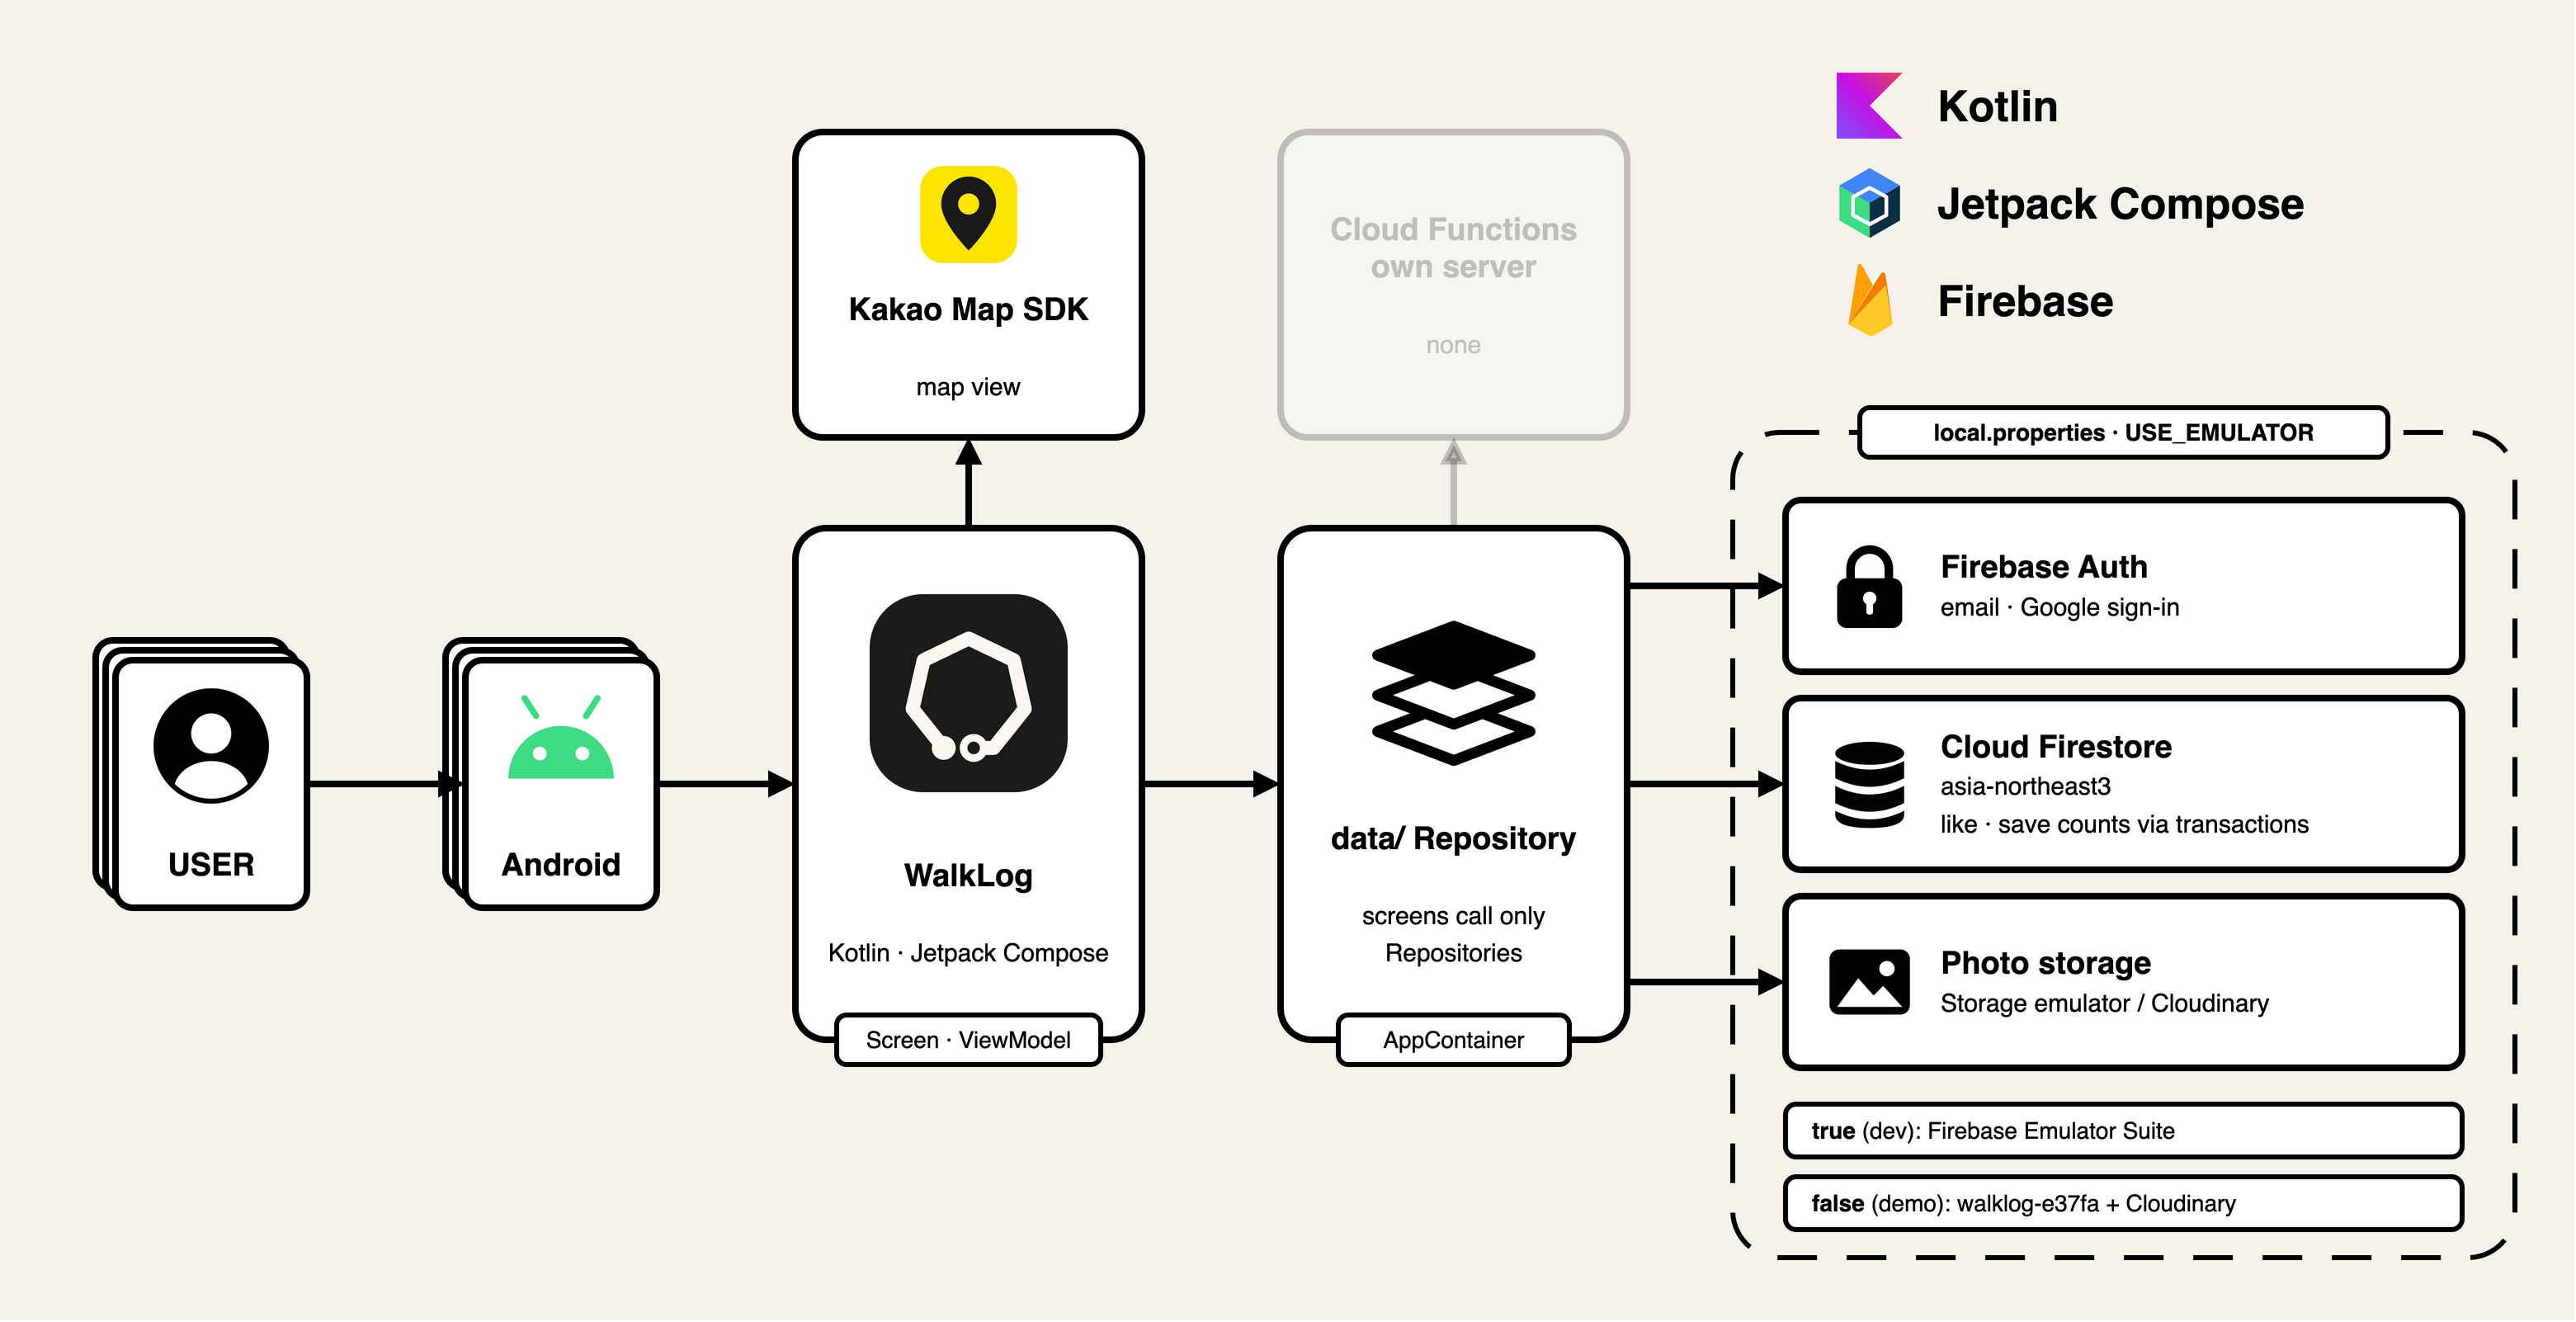 Kotlin
Jetpack Compose
Firebase
Kakao Map SDK
map view
Cloud Functions
own server
none
USER
Android
WalkLog
Kotlin · Jetpack Compose
Screen · ViewModel
data/ Repository
screens call only
Repositories
AppContainer
local.properties · USE_EMULATOR
Firebase Auth
email · Google sign-in
Cloud Firestore
asia-northeast3
like · save counts via transactions
Photo storage
Storage emulator / Cloudinary
true (dev): Firebase Emulator Suite
false (demo): walklog-e37fa + Cloudinary